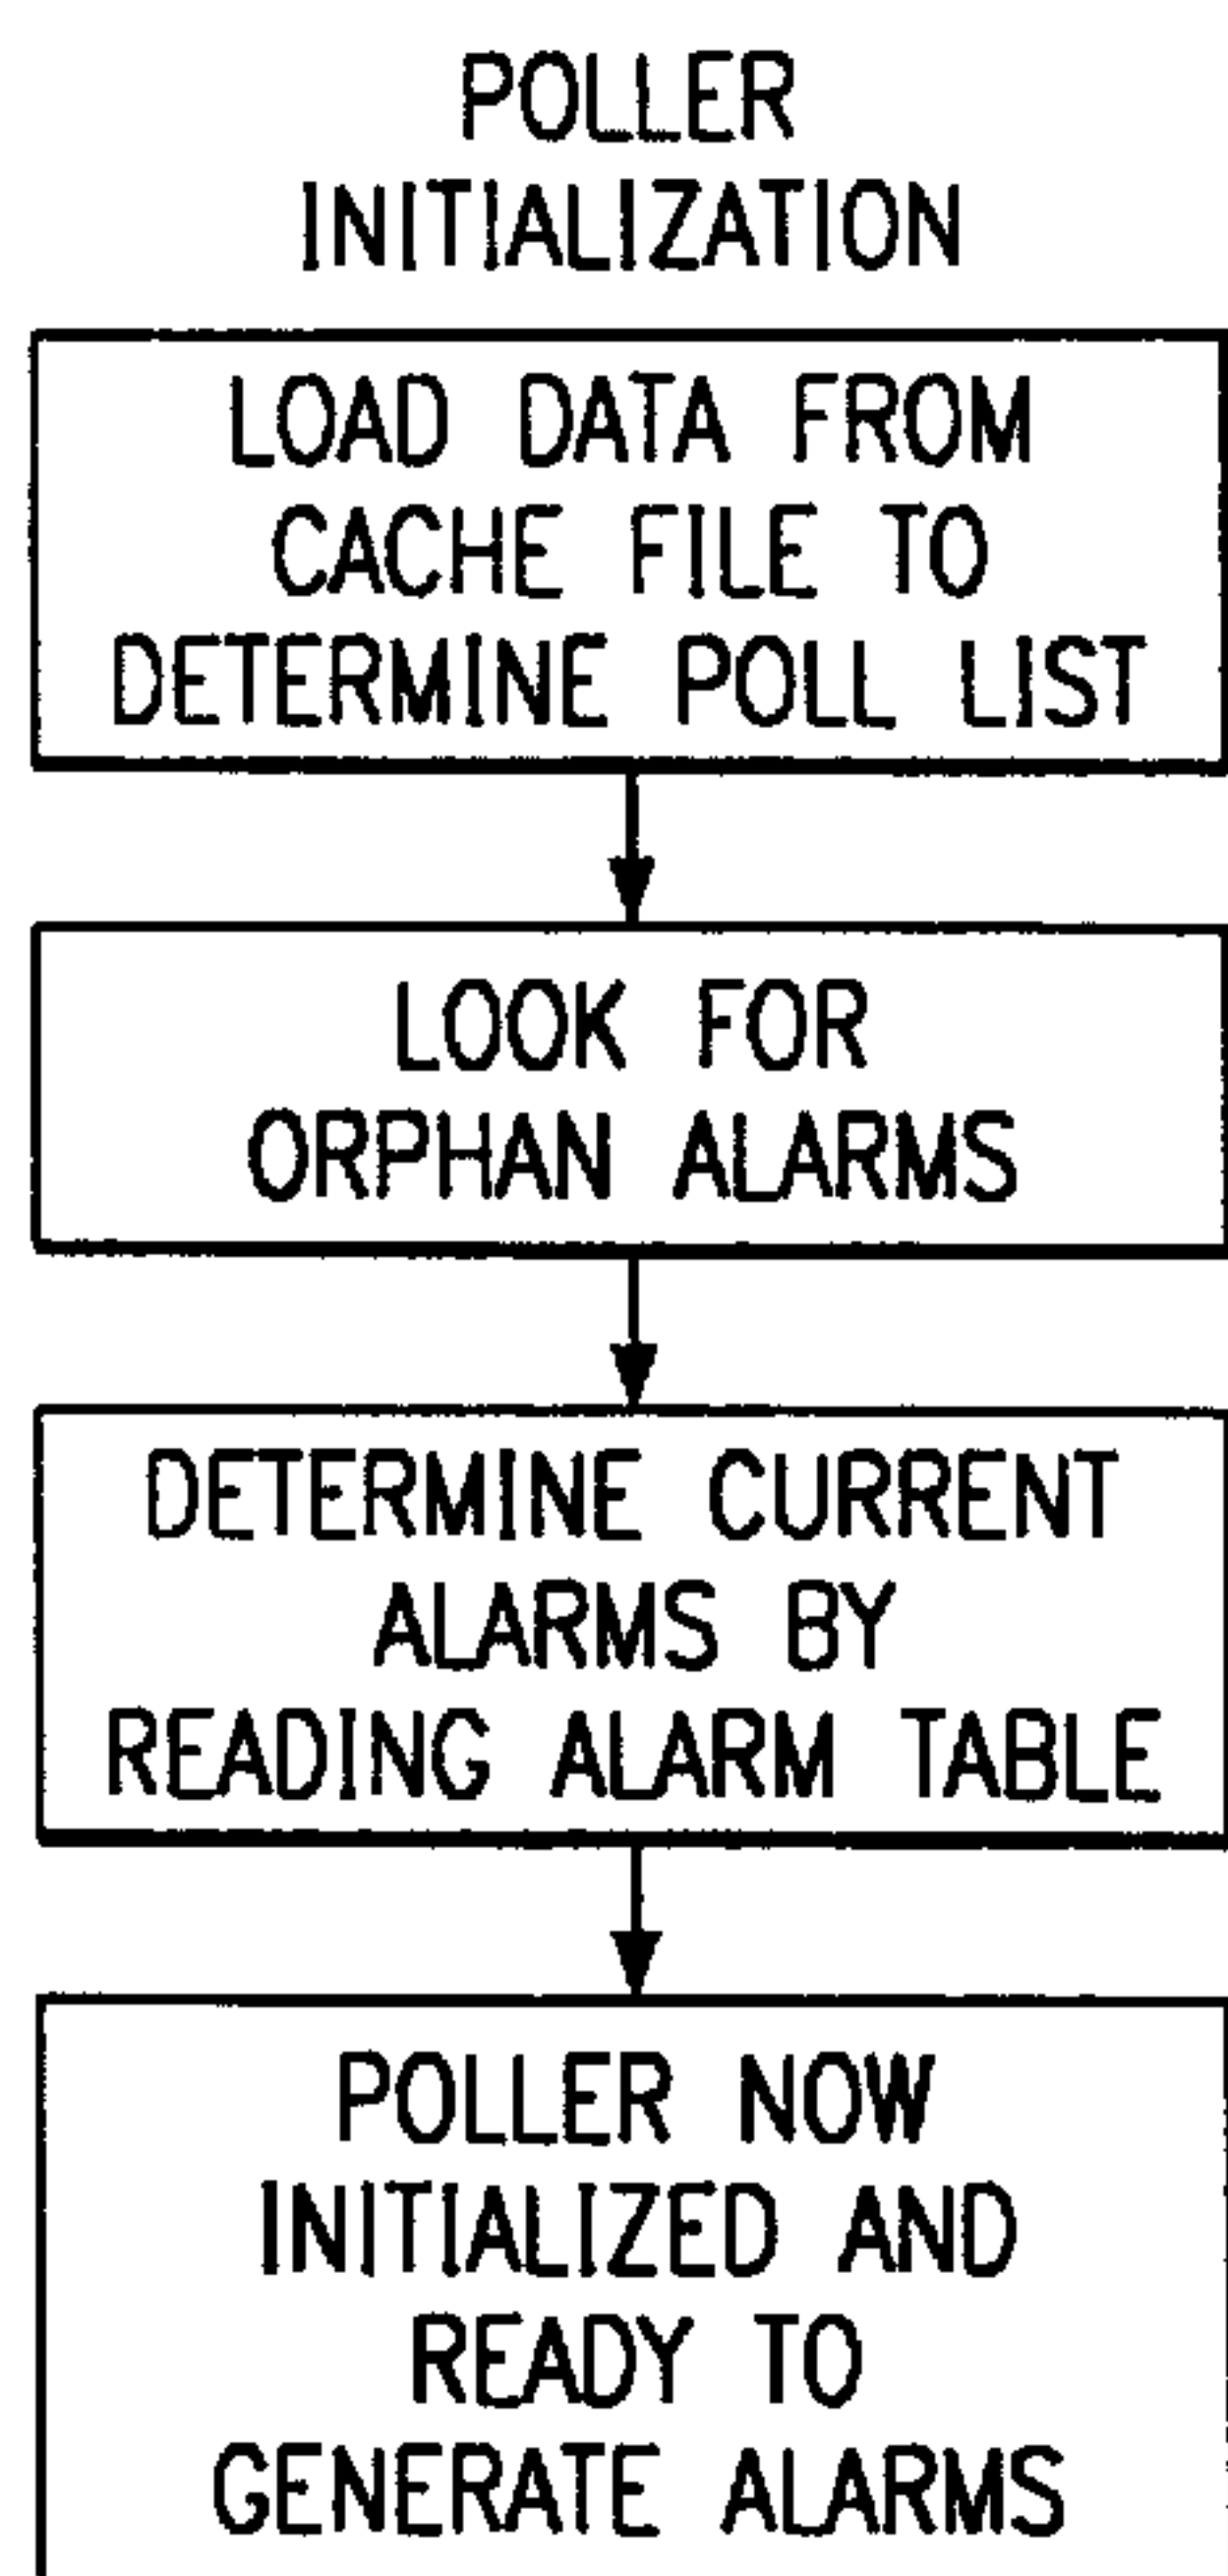 POLLER
INITIALIZATION
LOAD DATA FROM
CACHE FILE TO
DETERMINE POLL LIST
LOOK FOR
ORPHAN ALARMS
DETERMINE CURRENT
ALARMS BY
READING ALARM TABLE
POLLER NOW
INITIALIZED AND
READY TO
GENERATE ALARMS